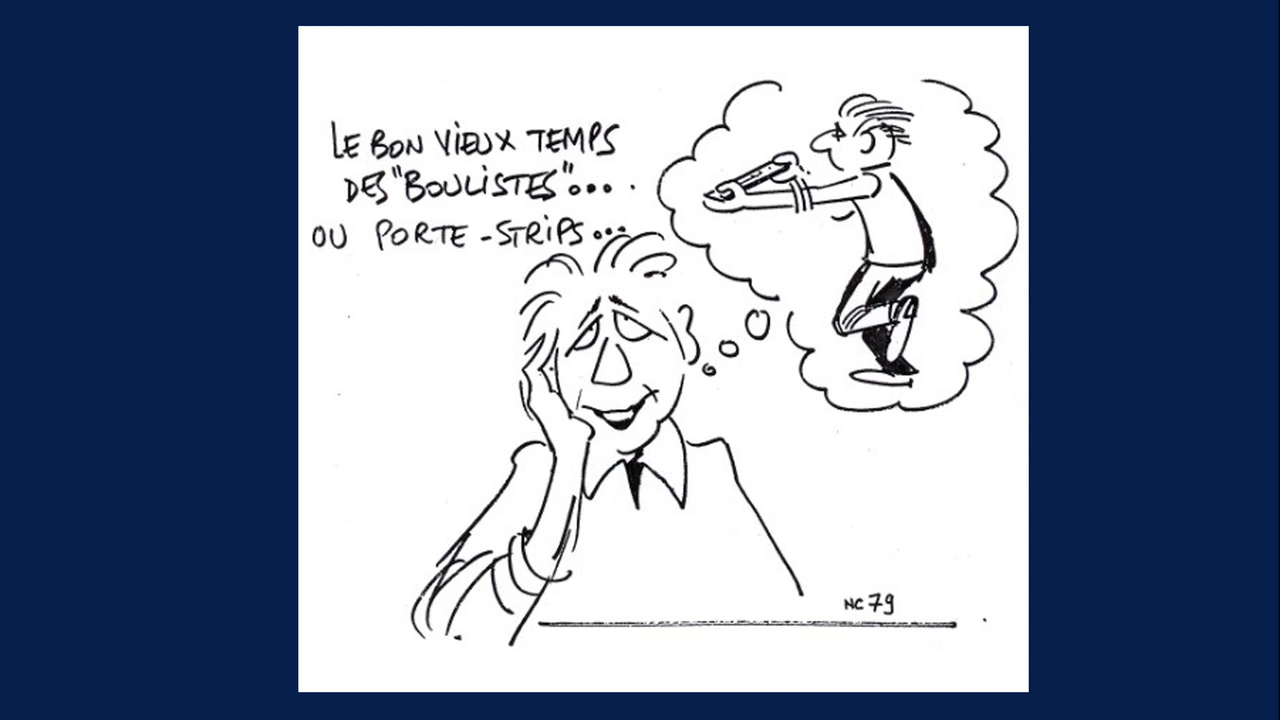 LE BON VIEUX TEMPS
DES "BOULISTES"....
OU PORTE-STRIPS...
NC 79